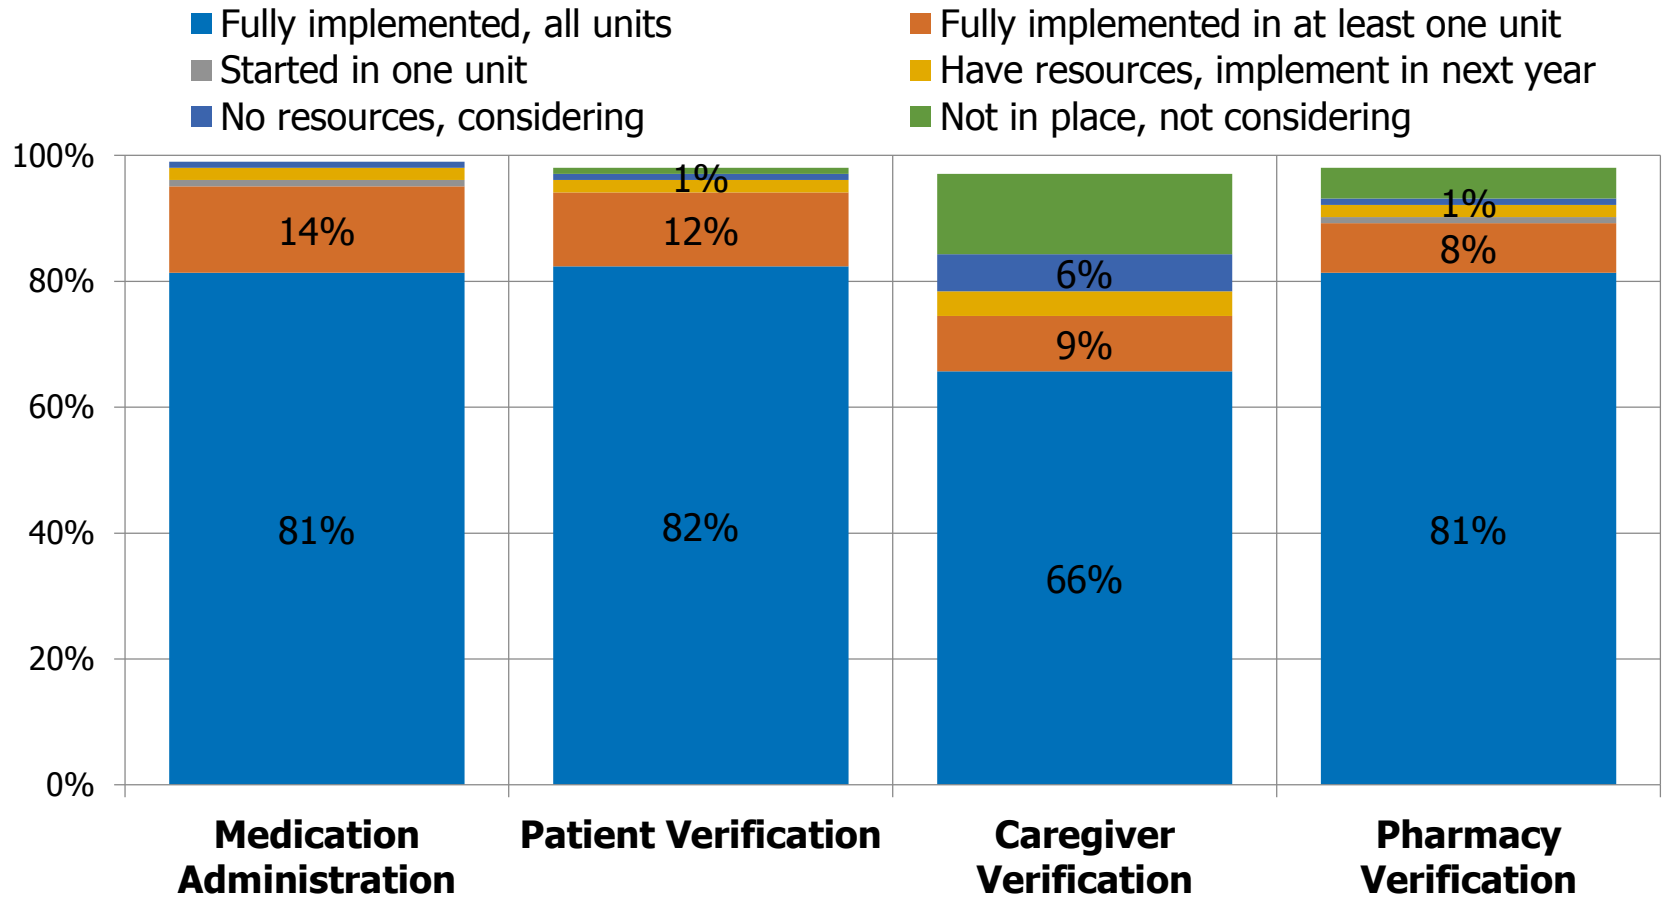 Fully implemented, all units
Fully implemented in at least one unit
Started in one unit
Have resources, implement in next year
No resources, considering
Not in place, not considering
100%
80%
60%
40%
20%
0%
14%
81%
1%
12%
82%
6%
9%
66%
1%
8%
81%
Medication
Administration
Patient Verification
Caregiver
Verification
Pharmacy
Verification